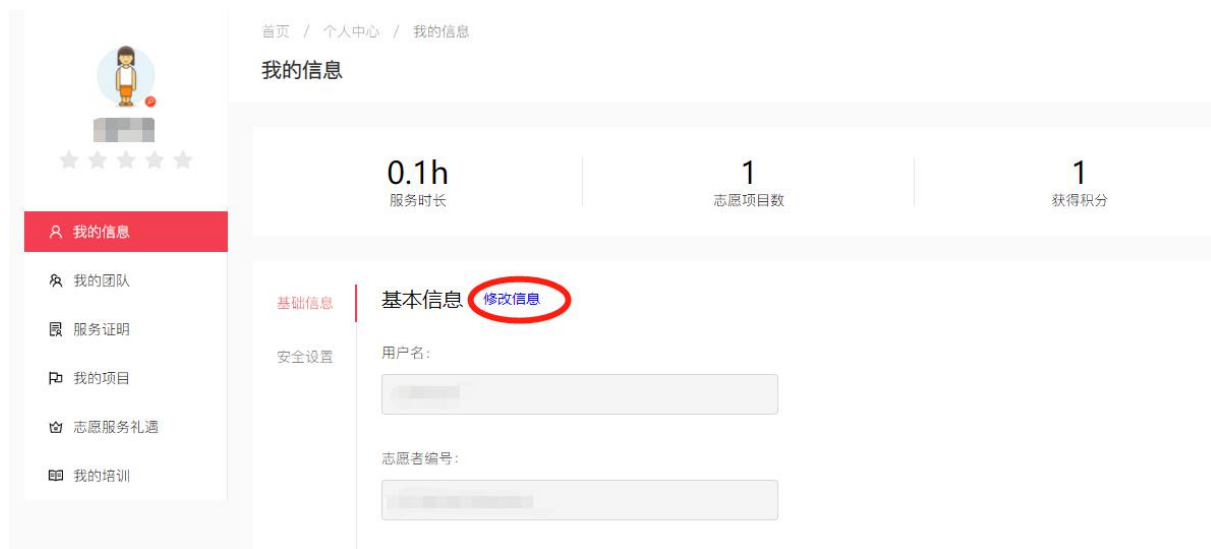 首页 / 个人中心 / 我的信息
我的信息
0.1h
服务时长
1
志愿项目数
1
获得积分
我的信息
我的团队
服务证明
我的项目
志愿服务礼遇
我的培训
基础信息
安全设置
基本信息 修改信息
用户名:
志愿者编号: